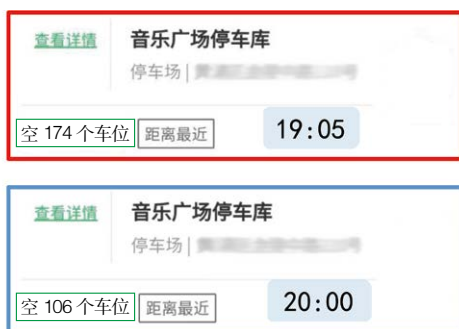 查看详情 音乐广场停车库
停车场 |
空 174 个车位 距离最近 19:05
查看详情 音乐广场停车库
停车场 |
空 106 个车位 距离最近 20:00